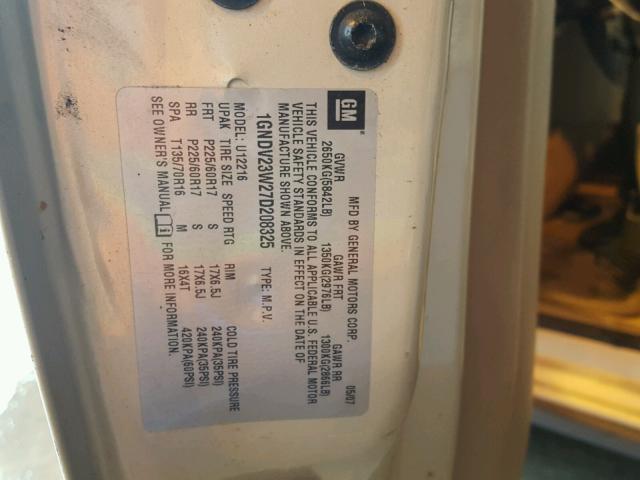 GM
MFD BY GENERAL MOTORS CORP. 05/07
GVWR GAWR FRT GAWR RR
2650KG(5842LB) 1350KG(2976LB) 1300KG(2866LB)
THIS VEHICLE CONFORMS TO ALL APPLICABLE U.S. FEDERAL MOTOR
VEHICLE SAFETY STANDARDS IN EFFECT ON THE DATE OF
MANUFACTURE SHOWN ABOVE.
1GNDV23W27D208325 TYPE: M.P.V.
MODEL: U12216
UPAK TIRE SIZE SPEED RTG RIM COLD TIRE PRESSURE
FRT P225/60R17 S 17X6.5J 240KPA(35PSI)
RR P225/60R17 S 17X6.5J 240KPA(35PSI)
SPA T135/70R16 M 16X4T 420KPA(60PSI)
SEE OWNER'S MANUAL FOR MORE INFORMATION.